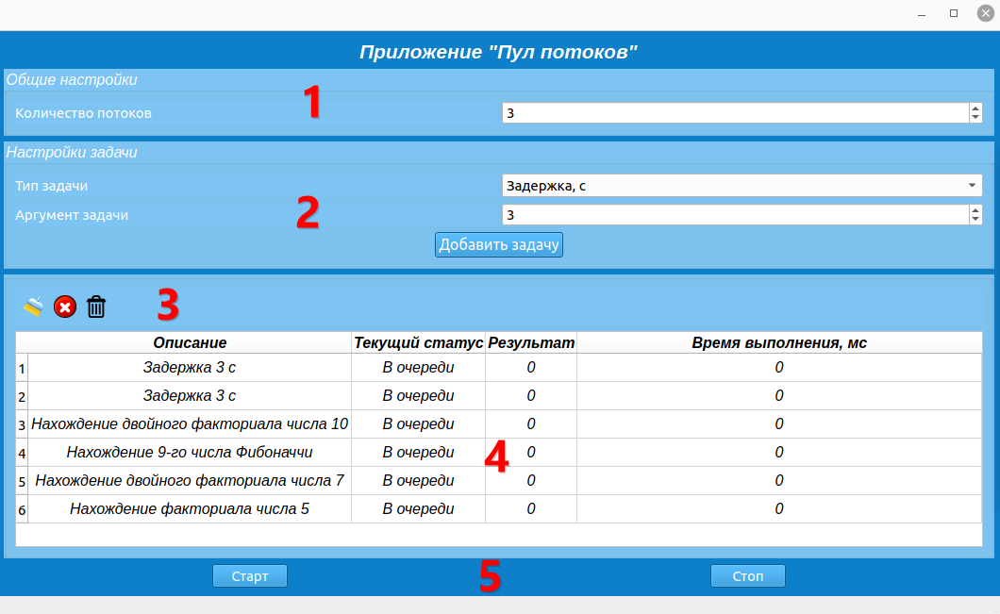 Приложение "Пул потоков"
Общие настройки
1
Количество потоков 3
Настройки задачи
Тип задачи Задержка, с
2
Аргумент задачи 3
Добавить задачу
3
Описание Текущий статус Результат Время выполнения, мс
1 Задержка 3 с В очереди 0 0
2 Задержка 3 с В очереди 0 0
3 Нахождение двойного факториала числа 10 В очереди 0 0
4 Нахождение 9-го числа Фибоначчи В очереди 0 0
4
5 Нахождение двойного факториала числа 7 В очереди 0 0
6 Нахождение факториала числа 5 В очереди 0 0
Старт 5 Стоп